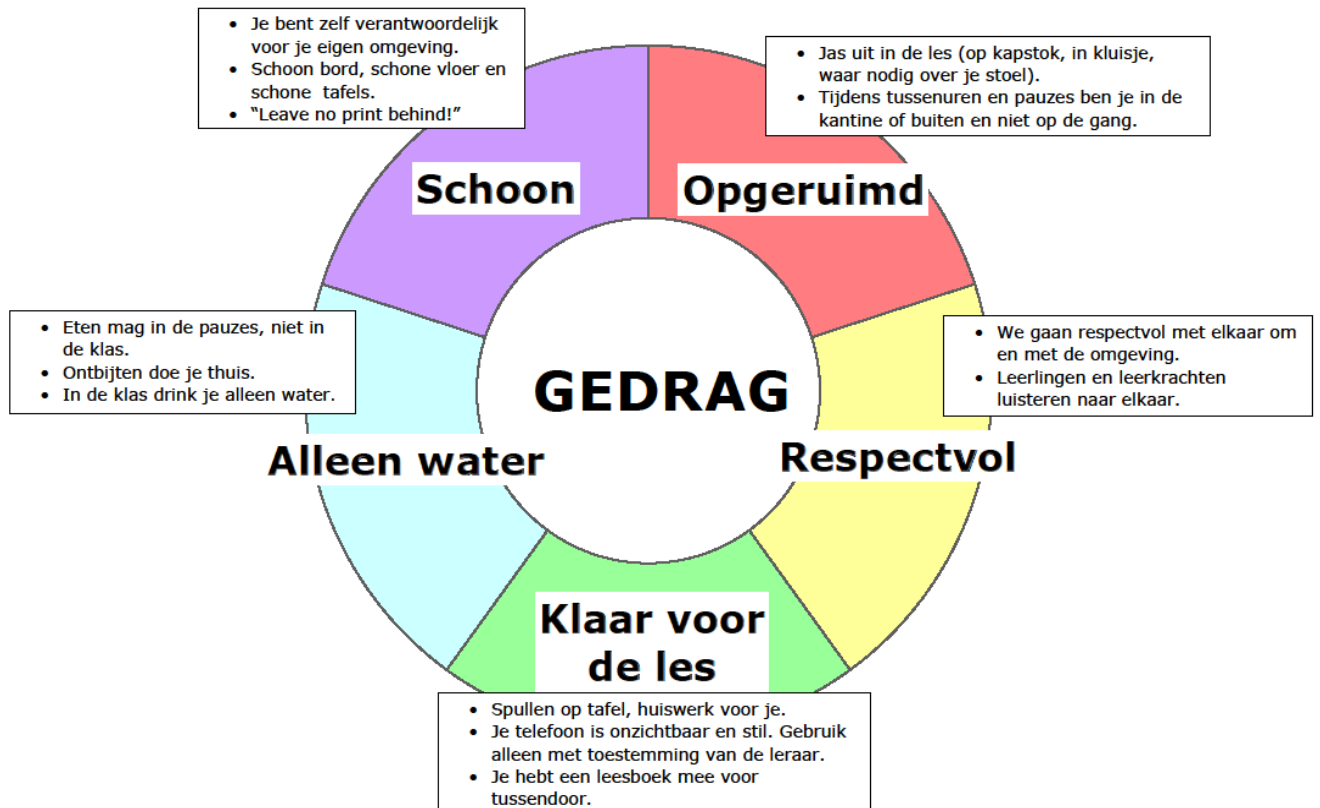 • Je bent zelf verantwoordelijk
voor je eigen omgeving.
• Schoon bord, schone vloer en
schone tafels.
• “Leave no print behind!”
• Jas uit in de les (op kapstok, in kluisje,
waar nodig over je stoel).
• Tijdens tussenuren en pauzes ben je in de
kantine of buiten en niet op de gang.
Schoon
Opgeruimd
• Eten mag in de pauzes, niet in
de klas.
• Ontbijten doe je thuis.
• In de klas drink je alleen water.
• We gaan respectvol met elkaar om
en met de omgeving.
• Leerlingen en leerkrachten
luisteren naar elkaar.
GEDRAG
Alleen water
Respectvol
Klaar voor
de les
• Spullen op tafel, huiswerk voor je.
• Je telefoon is onzichtbaar en stil. Gebruik
alleen met toestemming van de leraar.
• Je hebt een leesboek mee voor
tussendoor.